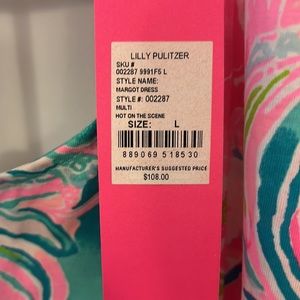 LILLY PULITZER
SKU #
002287 9991F5 L
STYLE NAME:
MARGOT DRESS
STYLE #: 002287
MULTI
HOT ON THE SCENE
SIZE: L
889069 518530
MANUFACTURER'S SUGGESTED PRICE
$108.00